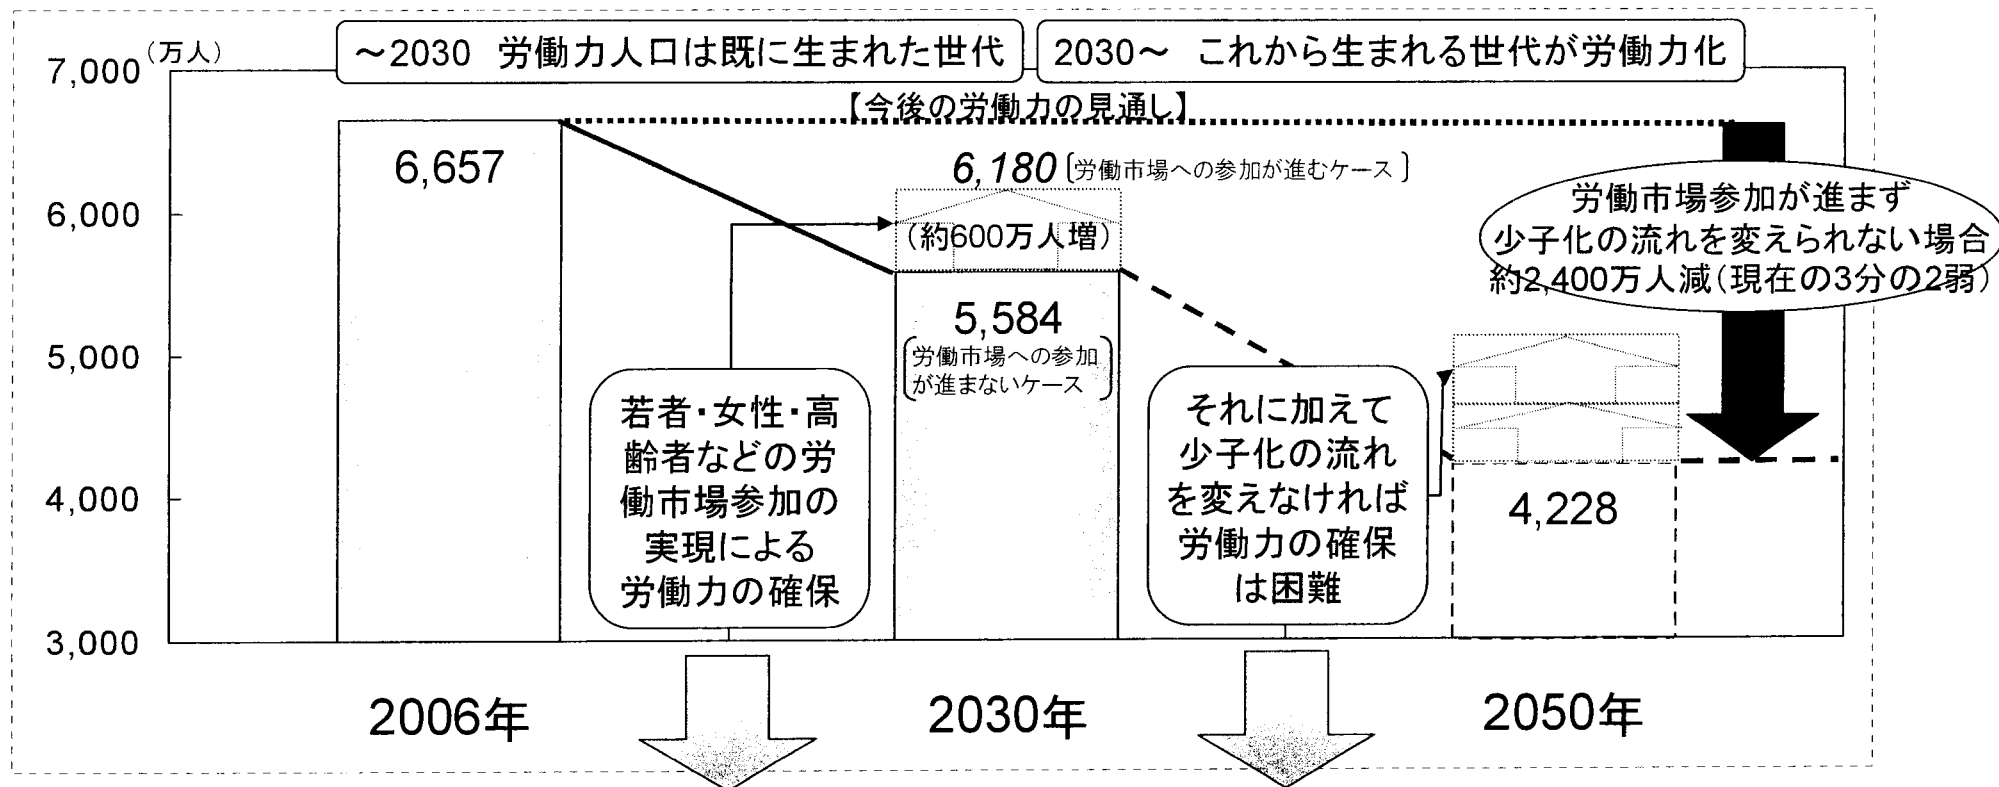 (万人)
～2030 労働力人口は既に生まれた世代
2030～ これから生まれる世代が労働力化
【今後の労働力の見通し】
7,000
6,000
5,000
4,000
3,000
6,657
6,180 〔労働市場への参加が進むケース〕
(約600万人増)
5,584
〔労働市場への参加
が進まないケース〕
若者・女性・高
齢者などの労
働市場参加の
実現による
労働力の確保
それに加えて
少子化の流れ
を変えなければ
労働力の確保
は困難
労働市場参加が進まず
少子化の流れを変えられない場合
約2,400万人減(現在の3分の2弱)
4,228
2006年
2030年
2050年